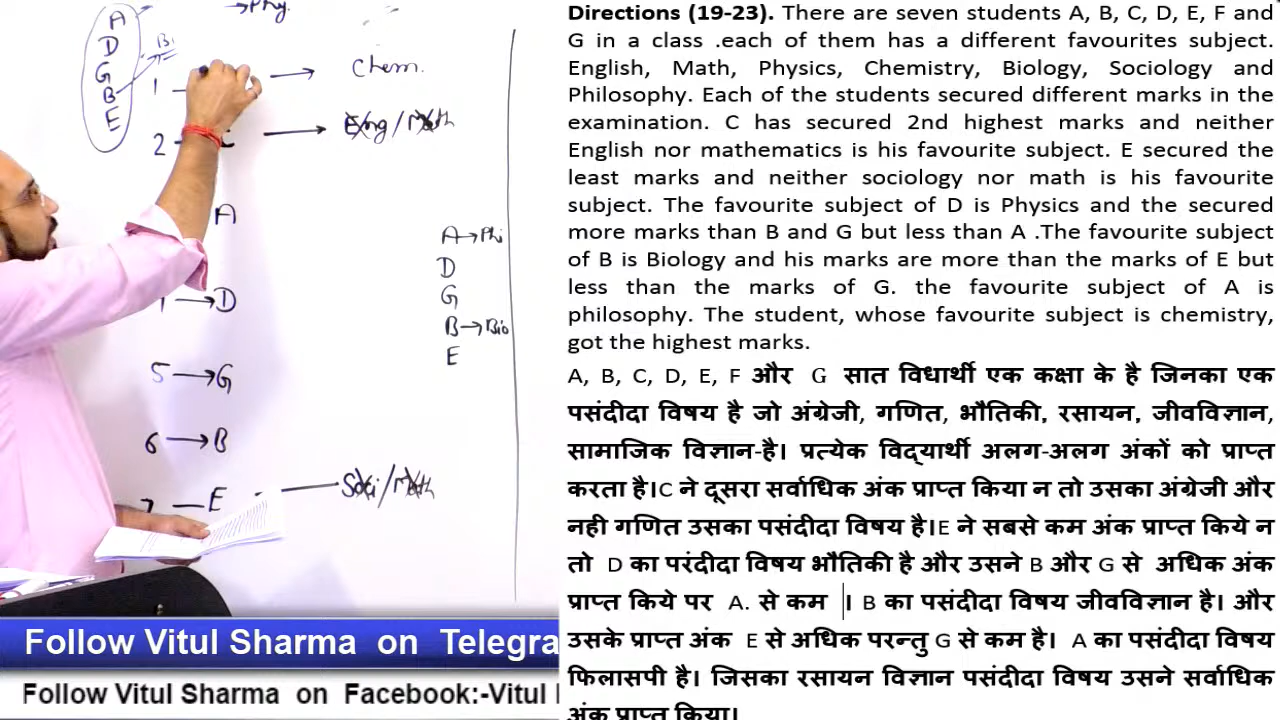 A
D
G
B
E
Phy.
Bi
1
Chem.
2
Eng / Math
A
D
5 → G
6 → B
7 — E
Soci / Math
A → Phi
D
G
B → Bio
E
Directions (19-23). There are seven students A, B, C, D, E, F and
G in a class .each of them has a different favourites subject.
English, Math, Physics, Chemistry, Biology, Sociology and
Philosophy. Each of the students secured different marks in the
examination. C has secured 2nd highest marks and neither
English nor mathematics is his favourite subject. E secured the
least marks and neither sociology nor math is his favourite
subject. The favourite subject of D is Physics and the secured
more marks than B and G but less than A .The favourite subject
of B is Biology and his marks are more than the marks of E but
less than the marks of G. the favourite subject of A is
philosophy. The student, whose favourite subject is chemistry,
got the highest marks.
A, B, C, D, E, F और G सात विधार्थी एक कक्षा के है जिनका एक
पसंदीदा विषय है जो अंग्रेजी, गणित, भौतिकी, रसायन, जीवविज्ञान,
सामाजिक विज्ञान-है। प्रत्येक विद्यार्थी अलग-अलग अंकों को प्राप्त
करता है।C ने दूसरा सर्वाधिक अंक प्राप्त किया न तो उसका अंग्रेजी और
नही गणित उसका पसंदीदा विषय है।E ने सबसे कम अंक प्राप्त किये न
तो D का परंदीदा विषय भौतिकी है और उसने B और G से अधिक अंक
प्राप्त किये पर A. से कम । B का पसंदीदा विषय जीवविज्ञान है। और
उसके प्राप्त अंक E से अधिक परन्तु G से कम है। A का पसंदीदा विषय
फिलासपी है। जिसका रसायन विज्ञान पसंदीदा विषय उसने सर्वाधिक
अंक प्राप्त किया।
Follow Vitul Sharma on Telegra
Follow Vitul Sharma on Facebook:-Vitul